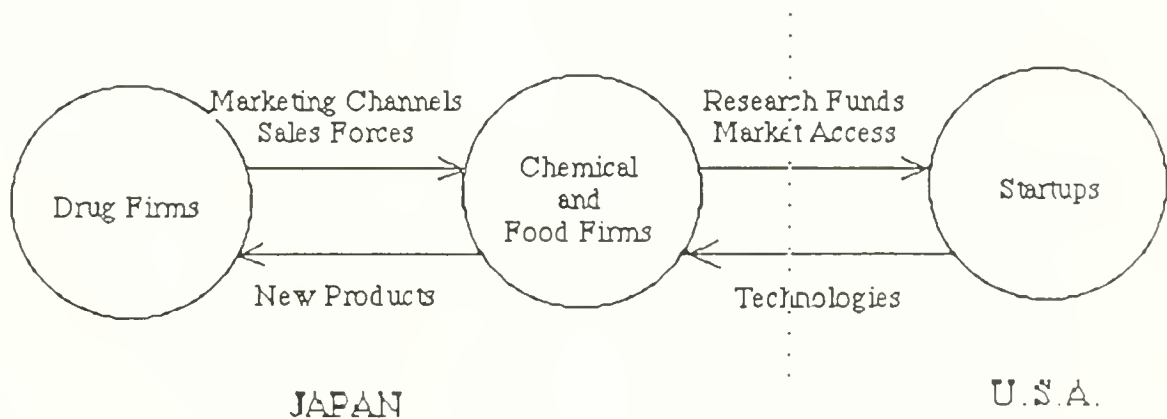 Marketing Channels
Sales Forces
Research Funds
Market Access
Drug Firms
Chemical
and
Food Firms
Startups
New Products
Technologies
JAPAN
U.S.A.